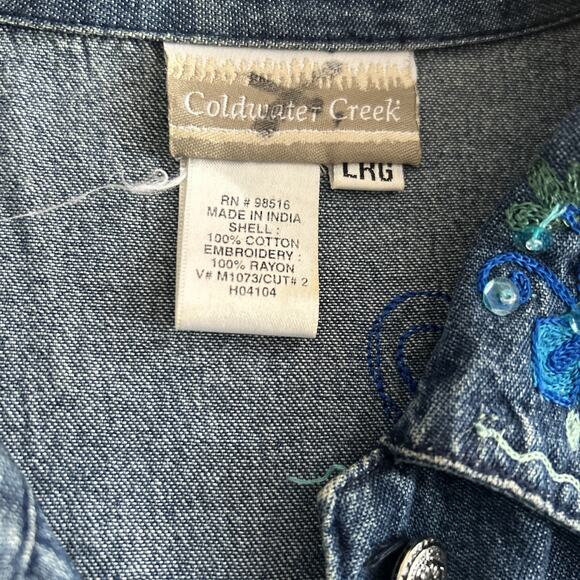 Coldwater Creek
LRG
RN # 98516
MADE IN INDIA
SHELL :
100% COTTON
EMBROIDERY :
100% RAYON
V# M1073/CUT# 2
H04104